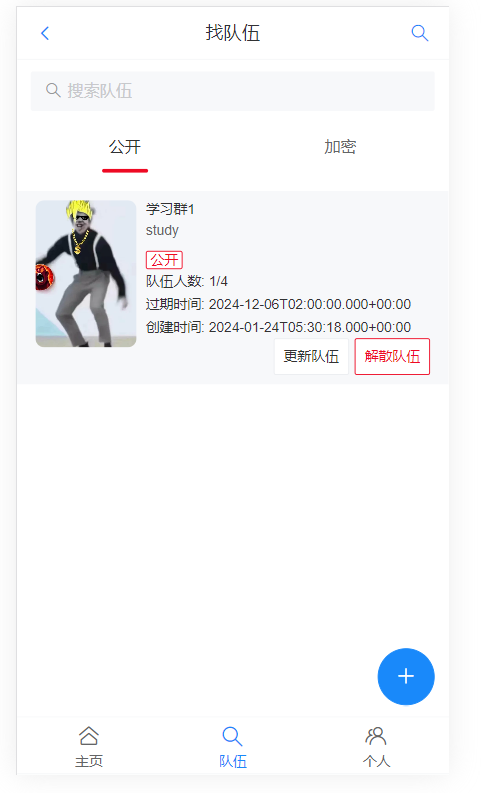 找队伍
搜索队伍
公开
加密
学习群1
study
公开
队伍人数: 1/4
过期时间: 2024-12-06T02:00:00.000+00:00
创建时间: 2024-01-24T05:30:18.000+00:00
更新队伍
解散队伍
主页
队伍
个人